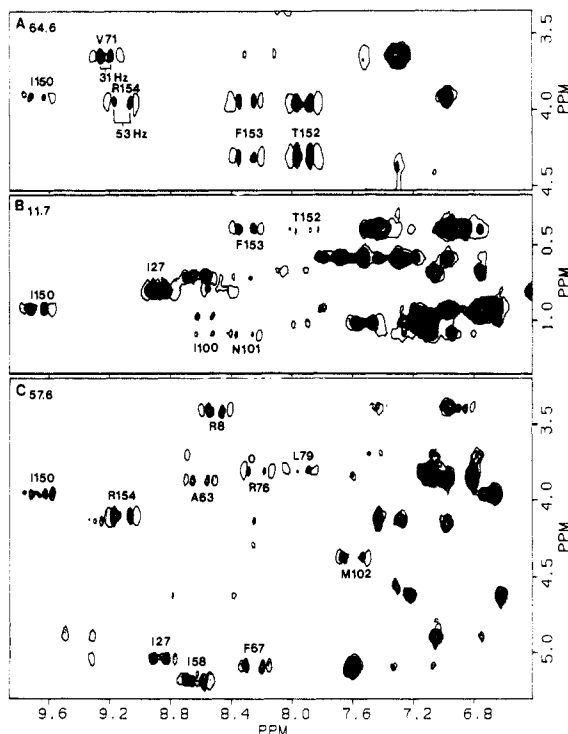 A 64.6
V 71
I150
31 Hz
R154
53 Hz
F153
T152
3.5
4.0
4.5
PPM
B 11.7
T152
F153
I27
I150
I100
N101
0.5
1.0
PPM
C 57.6
R8
L79
I150
R76
A63
R154
M102
I27
F67
I58
3.5
4.0
4.5
5.0
PPM
9.6
9.2
8.8
8.4
8.0
7.6
7.2
6.8
PPM